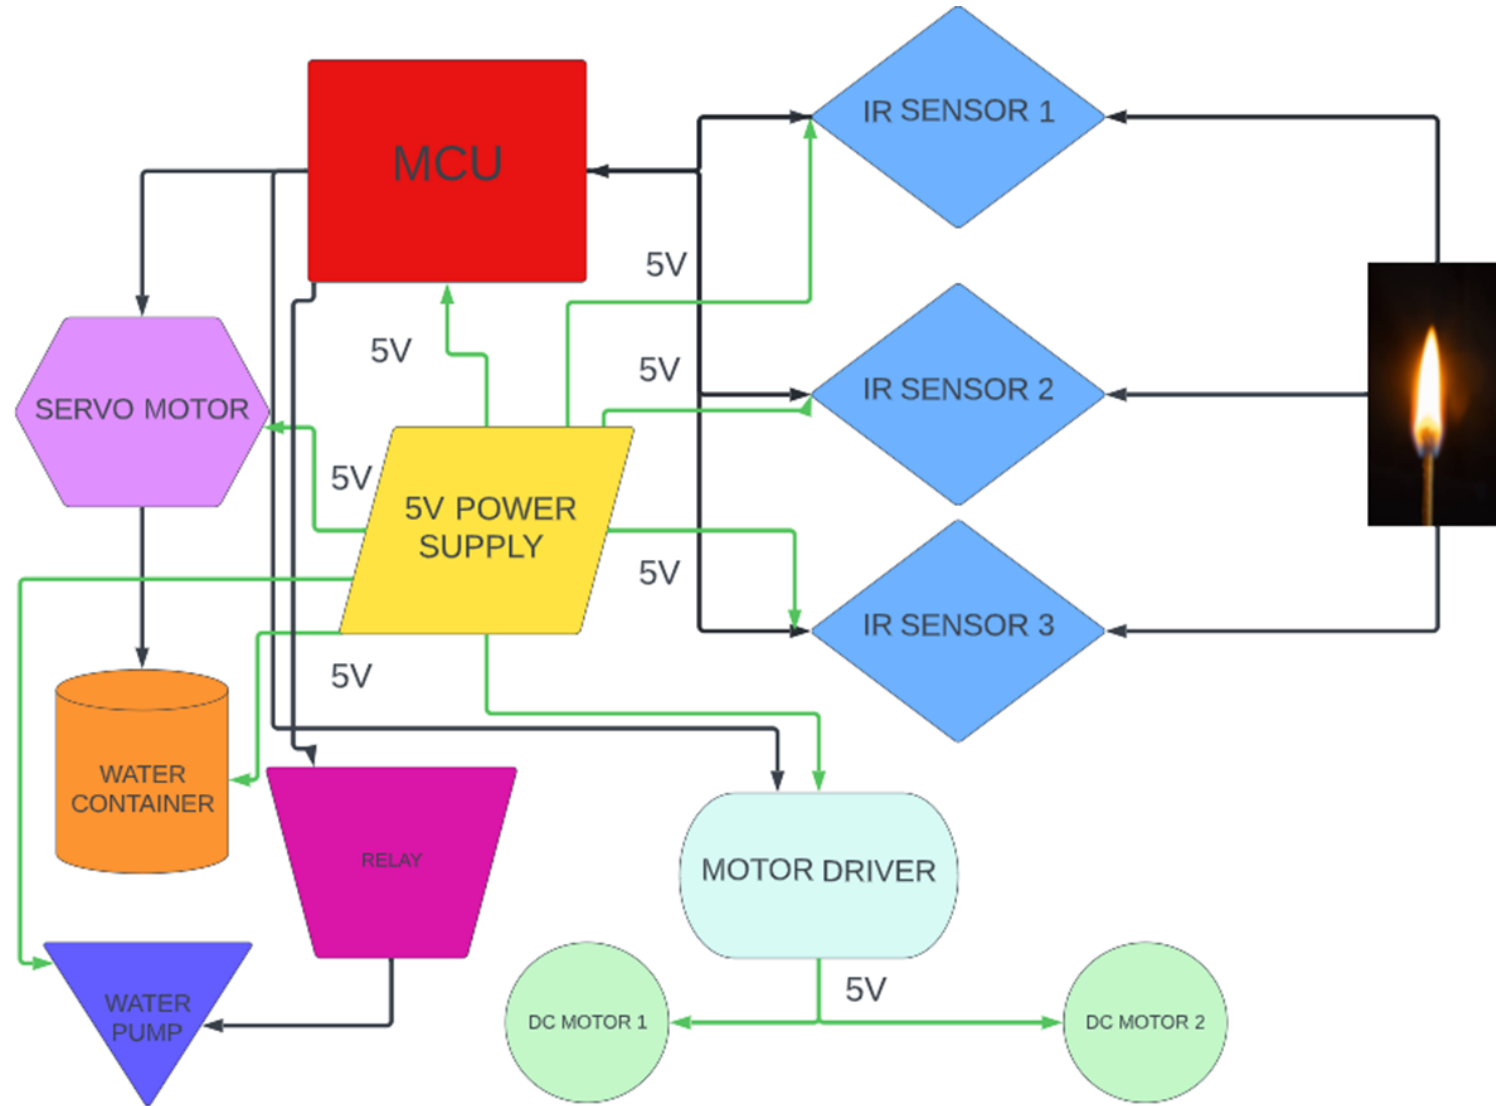 IR SENSOR 1
MCU
5V
5V
5V
IR SENSOR 2
SERVO MOTOR
5V
5V POWER
SUPPLY
5V
IR SENSOR 3
5V
WATER
CONTAINER
RELAY
MOTOR DRIVER
5V
WATER
PUMP
DC MOTOR 1
DC MOTOR 2